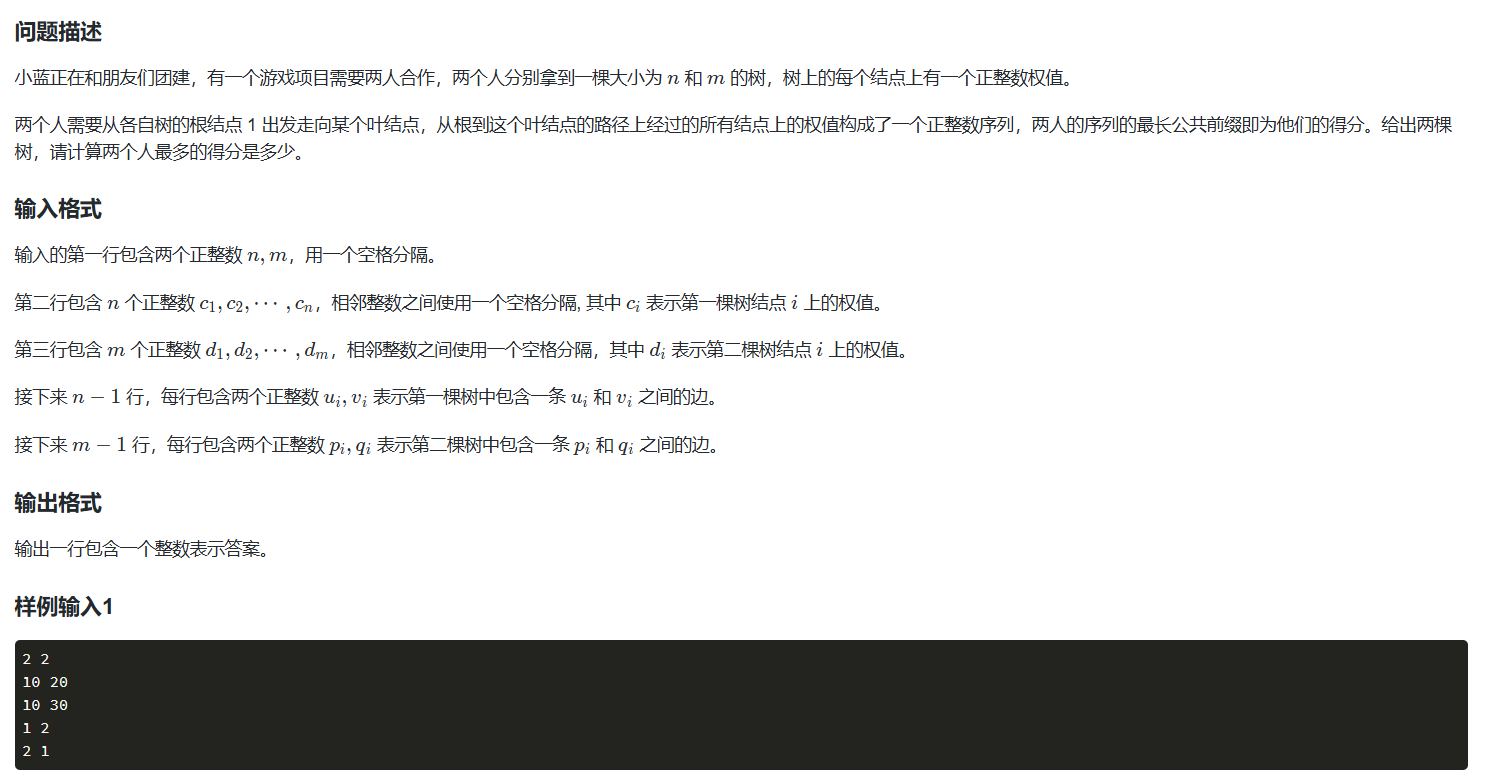 问题描述
小蓝正在和朋友们团建，有一个游戏项目需要两人合作，两个人分别拿到一棵大小为 n 和 m 的树，树上的每个结点上有一个正整数权值。
两个人需要从各自树的根结点 1 出发走向某个叶结点，从根到这个叶结点的路径上经过的所有结点上的权值构成了一个正整数序列，两人的序列的最长公共前缀即为他们的得分。给出两棵
树，请计算两个人最多的得分是多少。
输入格式
输入的第一行包含两个正整数 n, m，用一个空格分隔。
第二行包含 n 个正整数 c₁, c₂, ⋯ , cₙ，相邻整数之间使用一个空格分隔, 其中 cᵢ 表示第一棵树结点 i 上的权值。
第三行包含 m 个正整数 d₁, d₂, ⋯ , dₘ，相邻整数之间使用一个空格分隔，其中 dᵢ 表示第二棵树结点 i 上的权值。
接下来 n − 1 行，每行包含两个正整数 uᵢ, vᵢ 表示第一棵树中包含一条 uᵢ 和 vᵢ 之间的边。
接下来 m − 1 行，每行包含两个正整数 pᵢ, qᵢ 表示第二棵树中包含一条 pᵢ 和 qᵢ 之间的边。
输出格式
输出一行包含一个整数表示答案。
样例输入1
2 2
10 20
10 30
1 2
2 1